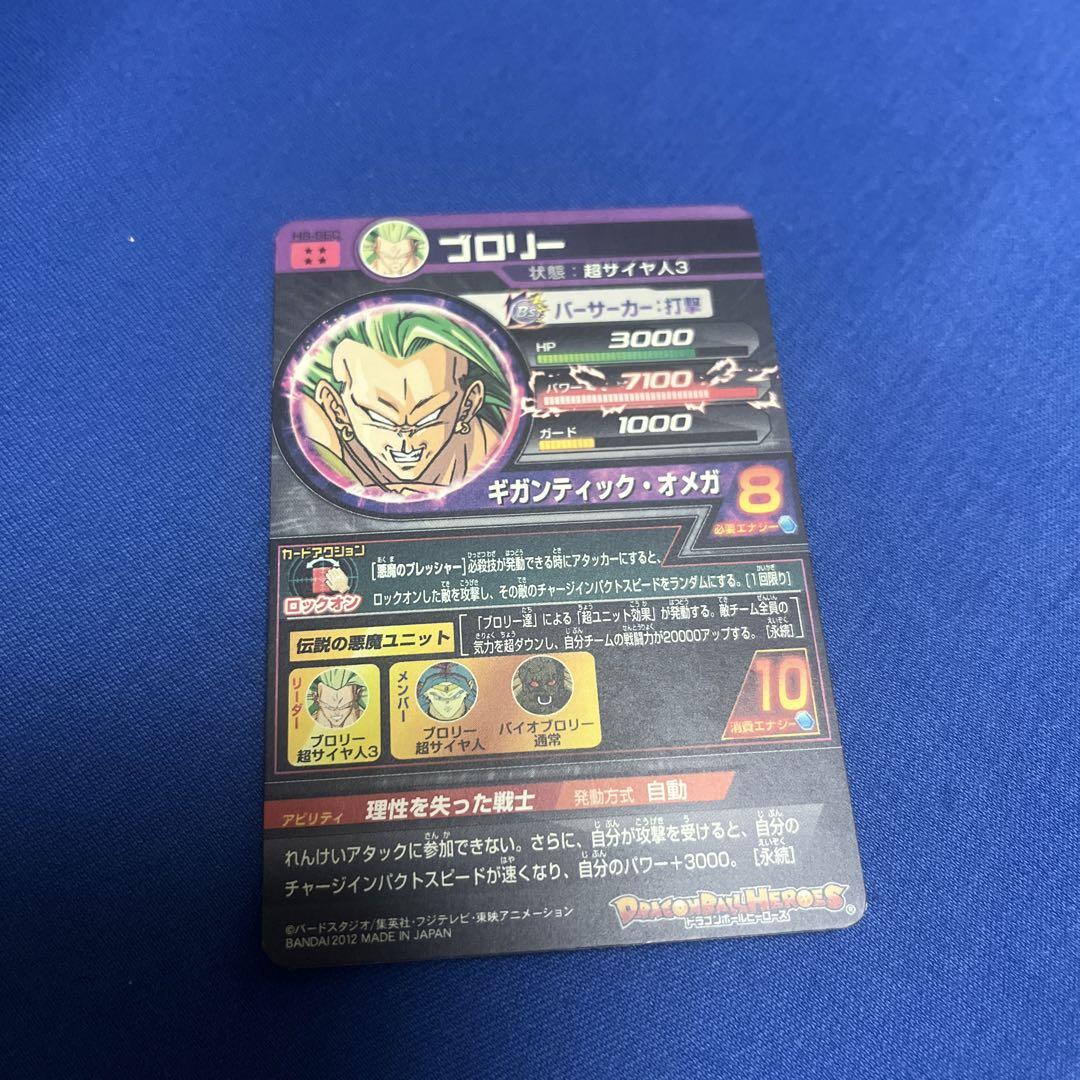 H8-SEC
ブロリー
状態：超サイヤ人3
BS
バーサーカー：打撃
HP 3000
パワー 7100
ガード 1000
ギガンティック・オメガ
8
必要エナジー
カードアクション
ロックオン
[悪魔のプレッシャー]必殺技が発動できる時にアタッカーにすると、
ロックオンした敵を攻撃し、その敵のチャージインパクトスピードをランダムにする。[1回限り]
伝説の悪魔ユニット
「ブロリー達」による「超ユニット効果」が発動する。敵チーム全員の
気力を超ダウンし、自分チームの戦闘力が20000アップする。[永続]
リーダー
ブロリー
超サイヤ人3
メンバー
ブロリー
超サイヤ人
バイオブロリー
通常
10
消費エナジー
アビリティ 理性を失った戦士 発動方式 自動
れんけいアタックに参加できない。さらに、自分が攻撃を受けると、自分の
チャージインパクトスピードが速くなり、自分のパワー+3000。[永続]
DRAGONBALL HEROES®
ドラゴンボールヒーローズ
©バードスタジオ/集英社・フジテレビ・東映アニメーション
BANDAI 2012 MADE IN JAPAN